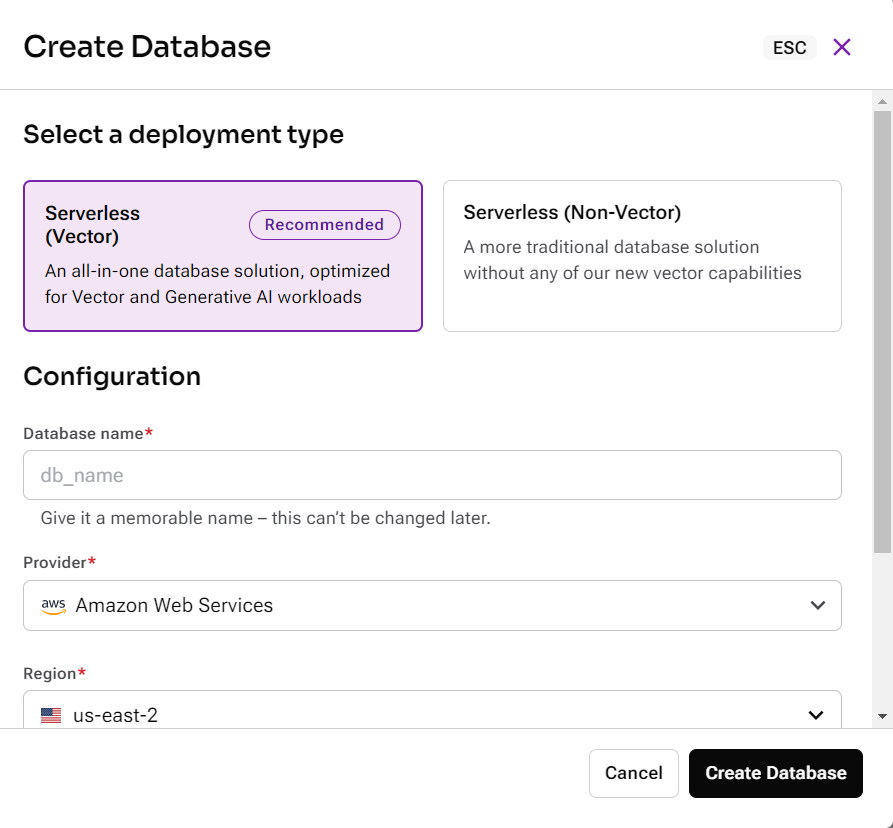 Create Database
ESC
Select a deployment type
Serverless
(Vector)
Recommended
An all-in-one database solution, optimized
for Vector and Generative AI workloads
Serverless (Non-Vector)
A more traditional database solution
without any of our new vector capabilities
Configuration
Database name*
db_name
Give it a memorable name – this can’t be changed later.
Provider*
aws Amazon Web Services
Region*
us-east-2
Cancel
Create Database